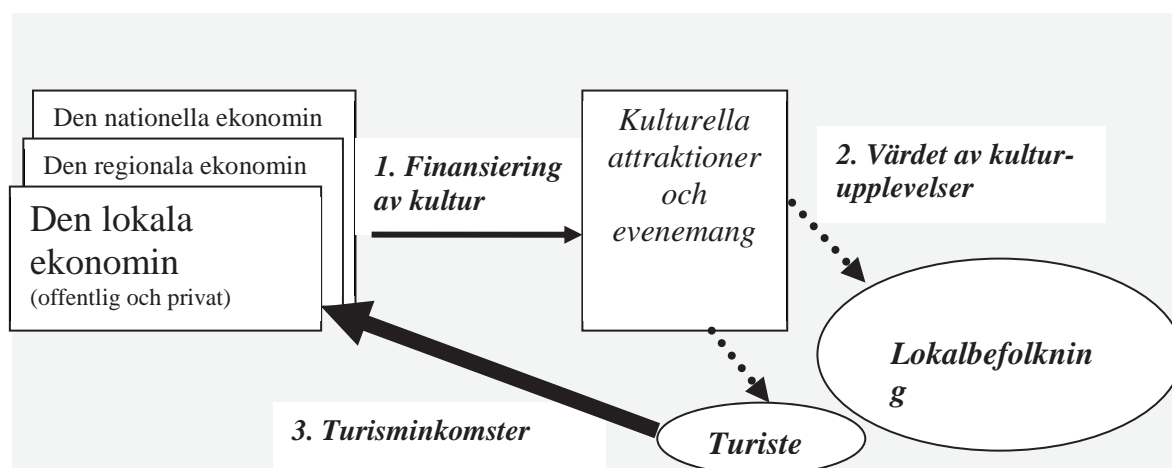 Den nationella ekonomin
Den regionala ekonomin
Den lokala
ekonomin
(offentlig och privat)
1. Finansiering
av kultur
Kulturella
attraktioner
och
evenemang
2. Värdet av kultur-
upplevelser
Lokalbefolknin
g
3. Turisminkomster
Turiste